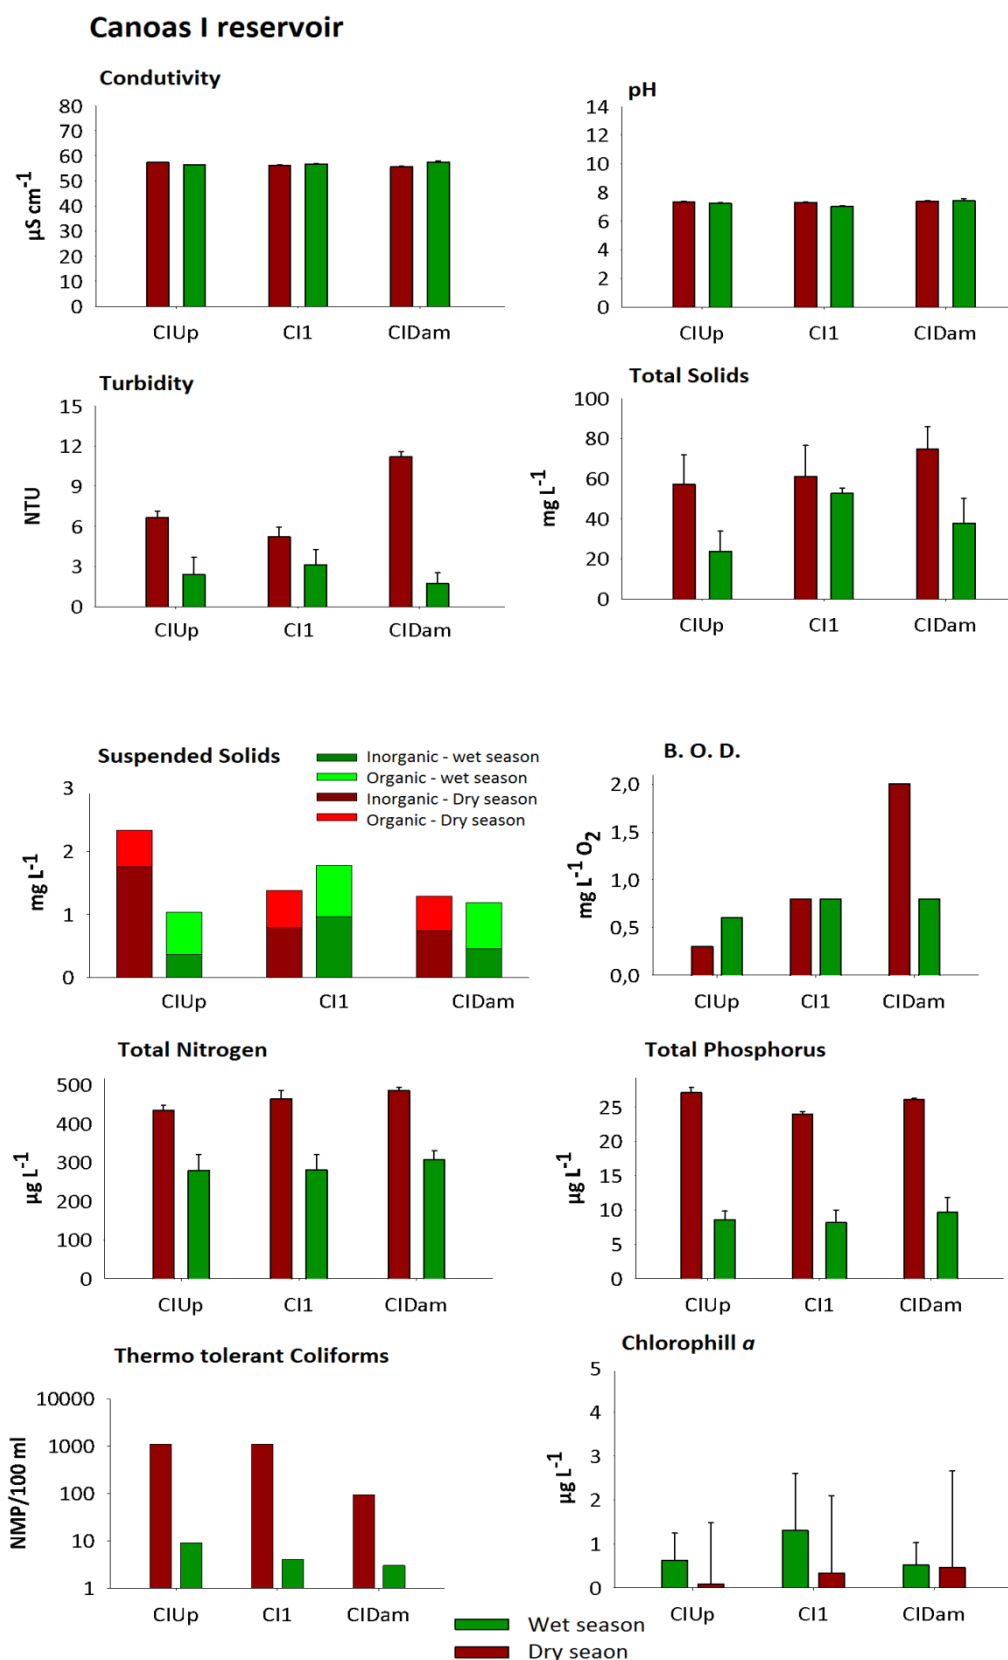 Canoas I reservoir
Condutivity
80
70
60
50
40
30
20
10
0
µS cm-1
CIUp CI1 CIDam
pH
14
12
10
8
6
4
2
0
CIUp CI1 CIDam
Turbidity
15
12
9
6
3
0
NTU
CIUp CI1 CIDam
Total Solids
100
80
60
40
20
0
mg L-1
CIUp CI1 CIDam
Suspended Solids
Inorganic - wet season
Organic - wet season
Inorganic - Dry season
Organic - Dry season
3
2
1
0
mg L-1
CIUp CI1 CIDam
B. O. D.
2,0
1,5
1,0
0,5
0,0
mg L-1 O2
CIUp CI1 CIDam
Total Nitrogen
500
400
300
200
100
0
µg L-1
CIUp CI1 CIDam
Total Phosphorus
25
20
15
10
5
0
µg L-1
CIUp CI1 CIDam
Thermo tolerant Coliforms
10000
1000
100
10
1
NMP/100 ml
CIUp CI1 CIDam
Chlorophill a
5
4
3
2
1
0
µg L-1
CIUp CI1 CIDam
Wet season
Dry seaon